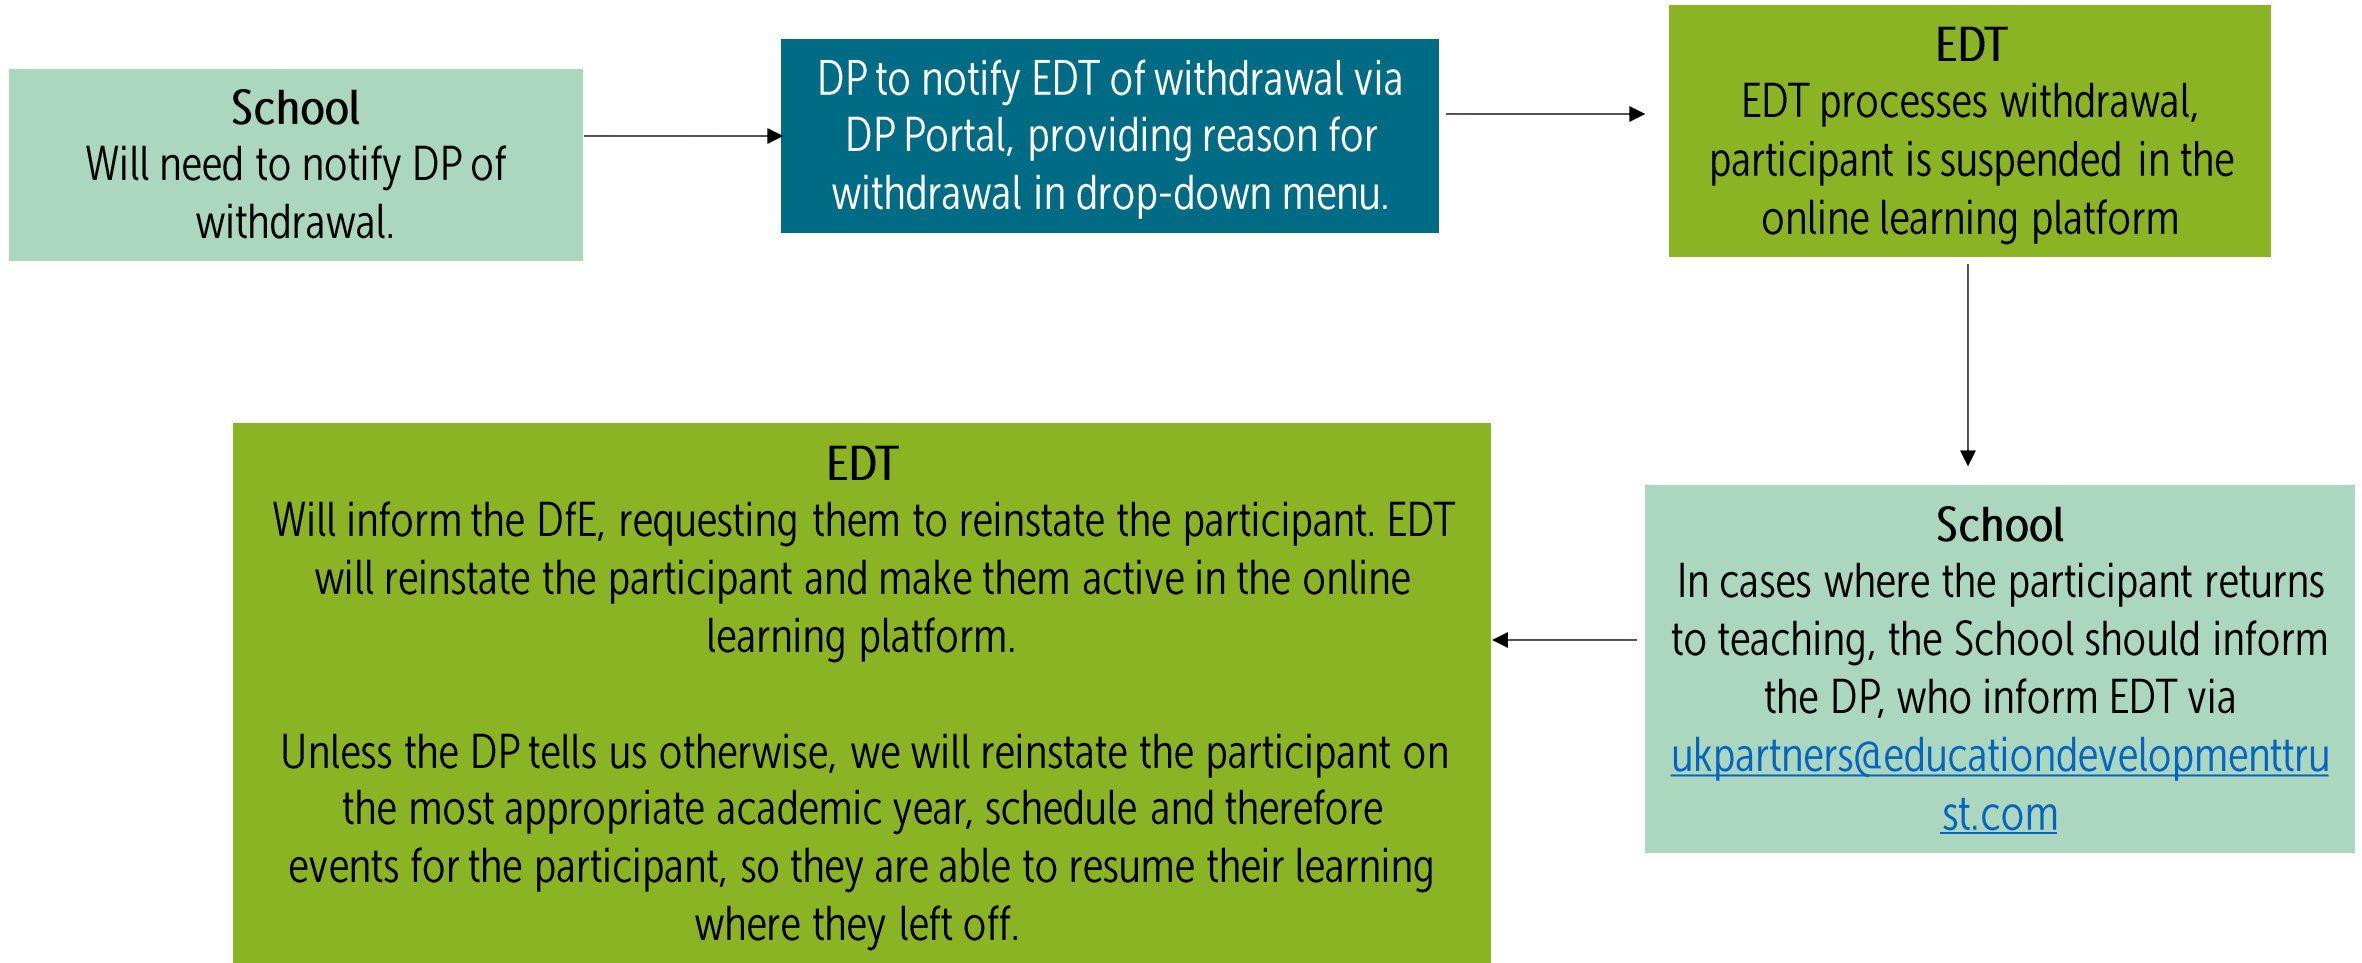 School
Will need to notify DP of
withdrawal.
DP to notify EDT of withdrawal via
DP Portal, providing reason for
withdrawal in drop-down menu.
EDT
EDT processes withdrawal,
participant is suspended in the
online learning platform
School
In cases where the participant returns
to teaching, the School should inform
the DP, who inform EDT via
ukpartners@educationdevelopmenttru
st.com
EDT
Will inform the DfE, requesting them to reinstate the participant. EDT
will reinstate the participant and make them active in the online
learning platform.
Unless the DP tells us otherwise, we will reinstate the participant on
the most appropriate academic year, schedule and therefore
events for the participant, so they are able to resume their learning
where they left off.